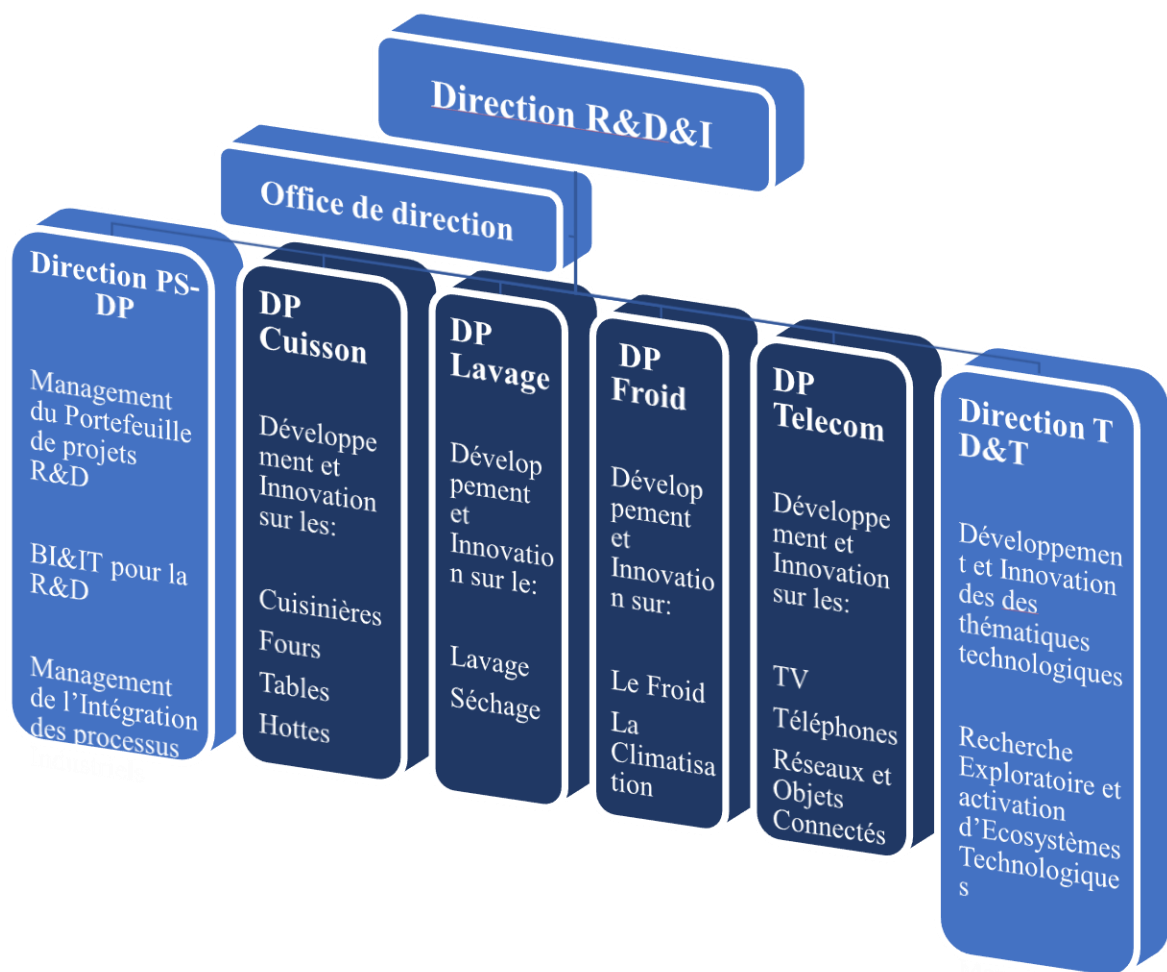 Direction R&D&I
Office de direction
Direction PS-
DP
Management
du Portefeuille
de projets
R&D
BI&IT pour la
R&D
Management
de l’Intégration
des processus
DP
Cuisson
Développe
ment et
Innovation
sur les:
Cuisinières
Fours
Tables
Hottes
DP
Lavage
Dévelop
pement
et
Innovatio
n sur le:
Lavage
Séchage
DP
Froid
Dévelop
pement
et
Innovatio
n sur:
Le Froid
La
Climatisa
tion
DP
Telecom
Développe
ment et
Innovation
sur les:
TV
Téléphones
Réseaux et
Objets
Connectés
Direction T
D&T
Développemen
t et Innovation
des des
thématiques
technologiques
Recherche
Exploratoire et
activation
d’Ecosystèmes
Technologique
s